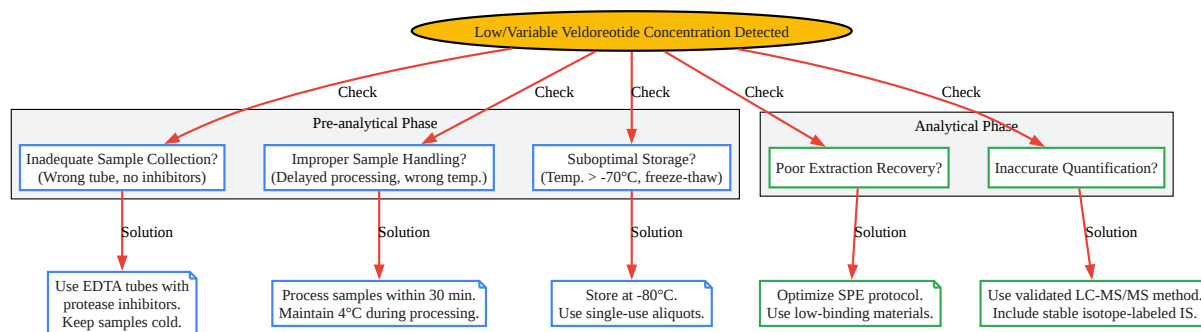 Low/Variable Veldoreotide Concentration Detected
Check
Check
Check
Check
Check
Pre-analytical Phase
Analytical Phase
Inadequate Sample Collection?
(Wrong tube, no inhibitors)
Improper Sample Handling?
(Delayed processing, wrong temp.)
Suboptimal Storage?
(Temp. > -70°C, freeze-thaw)
Poor Extraction Recovery?
Inaccurate Quantification?
Solution
Solution
Solution
Solution
Solution
Use EDTA tubes with
protease inhibitors.
Keep samples cold.
Process samples within 30 min.
Maintain 4°C during processing.
Store at -80°C.
Use single-use aliquots.
Optimize SPE protocol.
Use low-binding materials.
Use validated LC-MS/MS method.
Include stable isotope-labeled IS.